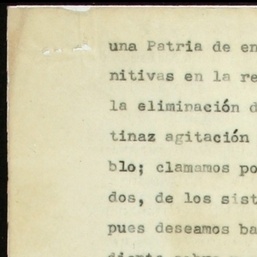 una Patria de en
nitivas en la re
la eliminación d
tinaz agitación
blo; clamamos po
dos, de los sist
pues deseamos ba